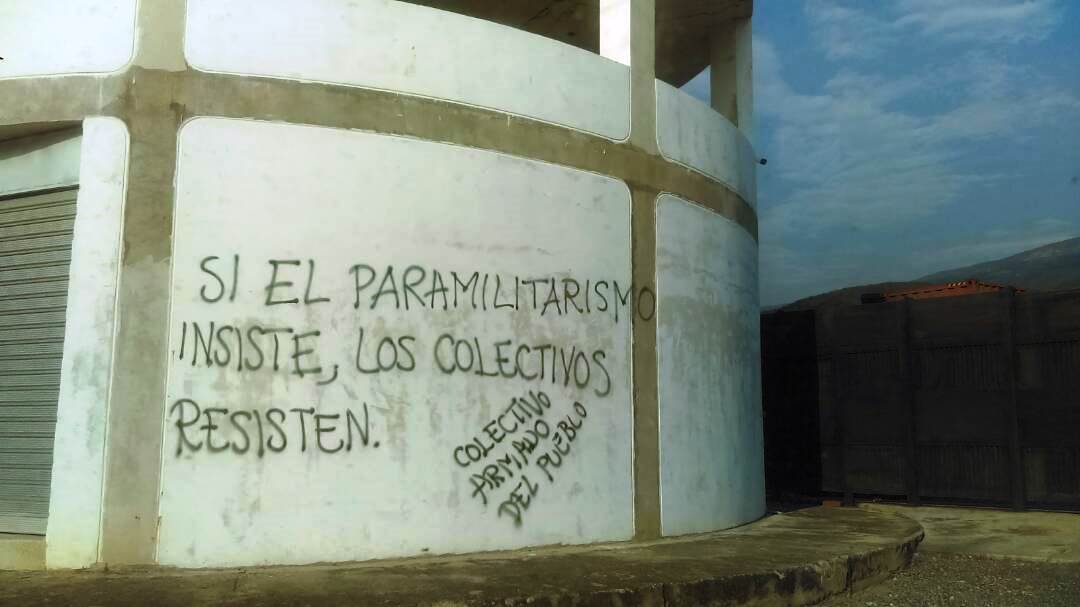 SI EL PARAMILITARISMO
INSISTE, LOS COLECTIVOS
RESISTEN.
COLECTIVO
ARMADO
DEL PUEBLO